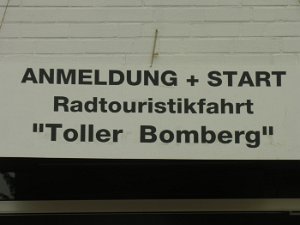 ANMELDUNG + START
Radtouristikfahrt
"Toller Bomberg"